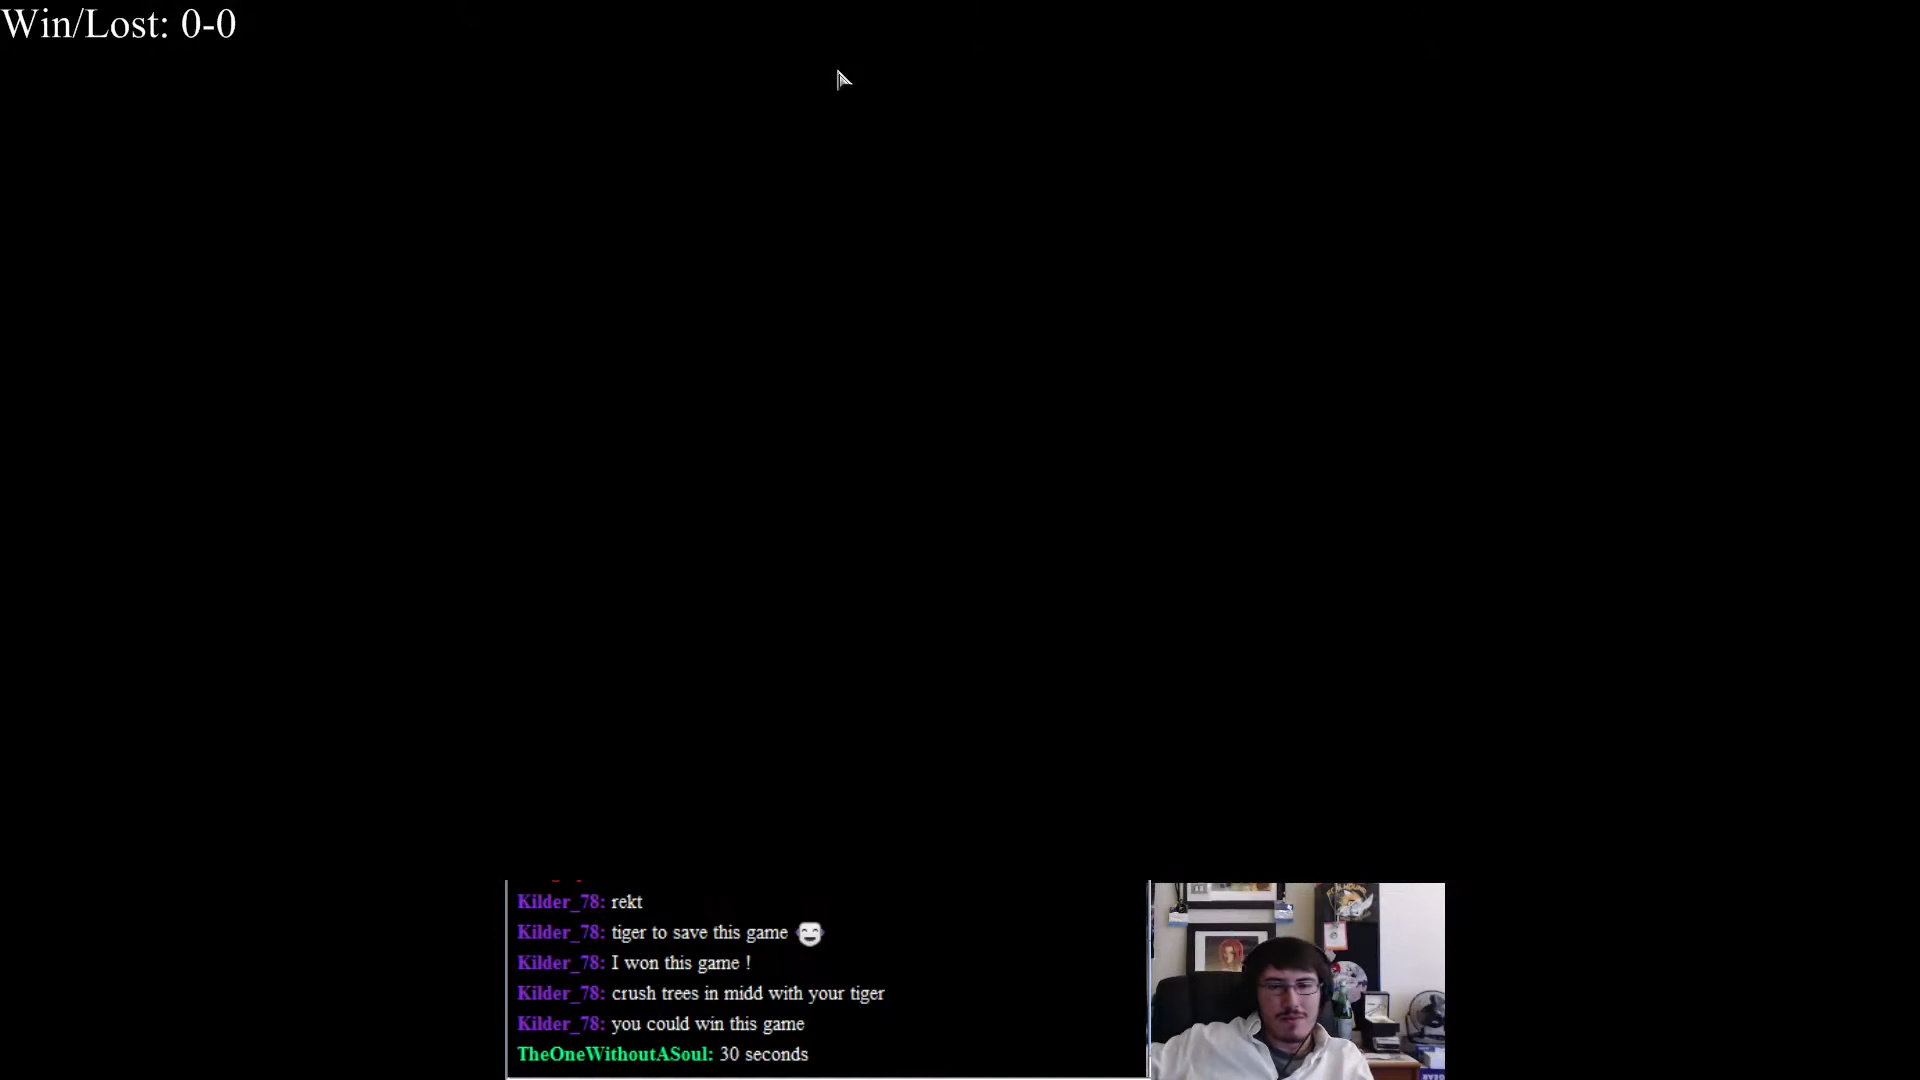 Win/Lost: 0-0
Kilder_78: rekt
Kilder_78: tiger to save this game
Kilder_78: I won this game !
Kilder_78: crush trees in midd with your tiger
Kilder_78: you could win this game
TheOneWithoutASoul: 30 seconds